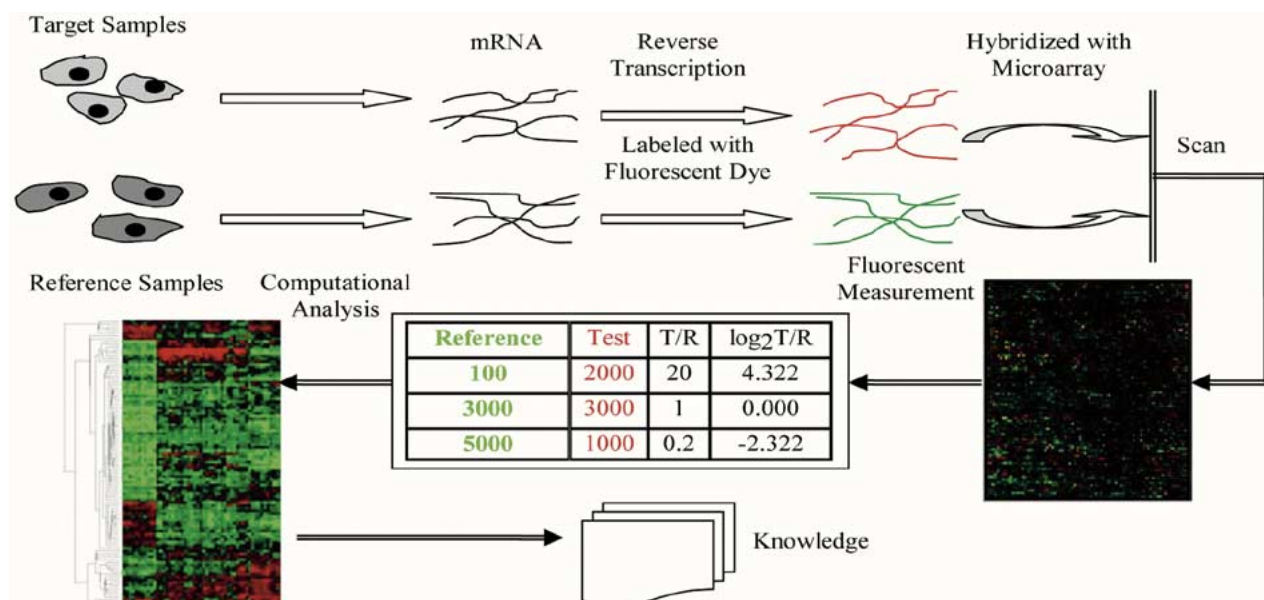 Target Samples
mRNA
Reverse
Transcription
Hybridized with
Microarray
Labeled with
Fluorescent Dye
Scan
Reference Samples
Computational
Analysis
Fluorescent
Measurement
Reference Test T/R log₂T/R
100 2000 20 4.322
3000 3000 1 0.000
5000 1000 0.2 -2.322
Knowledge